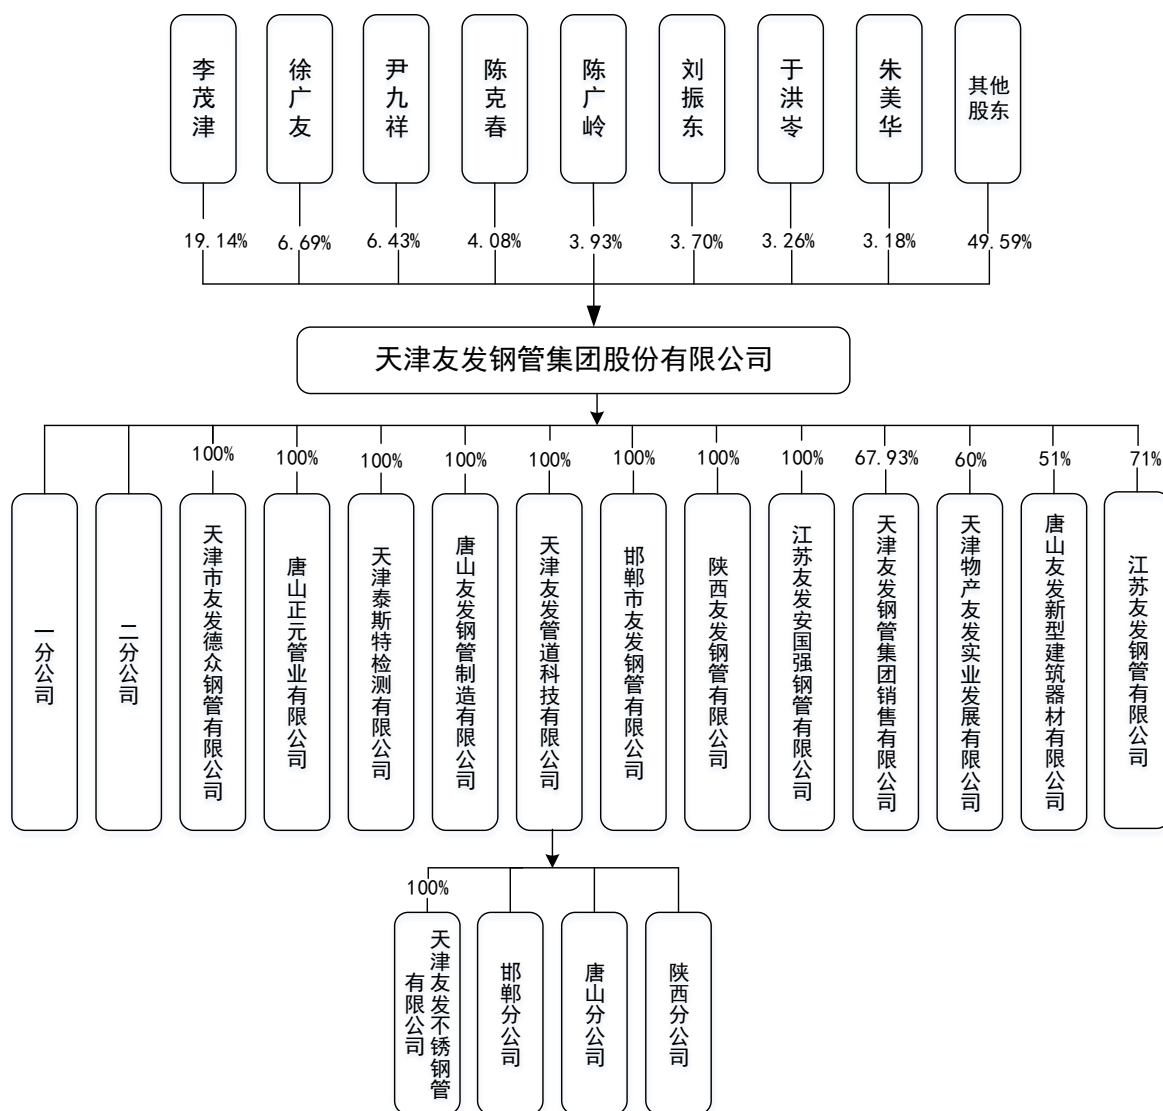 李茂津
徐广友
尹九祥
陈克春
陈广岭
刘振东
于洪岑
朱美华
其他
股东
19.14%
6.69%
6.43%
4.08%
3.93%
3.70%
3.26%
3.18%
49.59%
天津友发钢管集团股份有限公司
100%
100%
100%
100%
100%
100%
100%
100%
67.93%
60%
51%
71%
一分公司
二分公司
天津市友发德众钢管有限公司
唐山正元管业有限公司
天津泰斯特检测有限公司
唐山友发钢管制造有限公司
天津友发管道科技有限公司
邯郸市友发钢管有限公司
陕西友发钢管有限公司
江苏友发安国强钢管有限公司
天津友发钢管集团销售有限公司
天津物产友发实业发展有限公司
唐山友发新型建筑器材有限公司
江苏友发钢管有限公司
100%
天津友发不锈钢管
有限公司
邯郸分公司
唐山分公司
陕西分公司